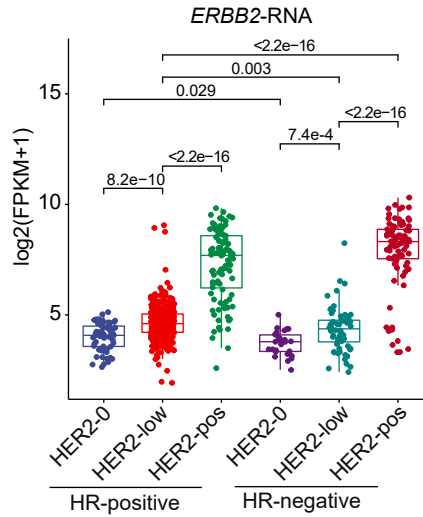 ERBB2-RNA
log2(FPKM+1)
15
10
5
<2.2e−16
0.003
0.029
<2.2e−16
7.4e-4
<2.2e−16
8.2e−10
HER2-0
HER2-low
HER2-pos
HER2-0
HER2-low
HER2-pos
HR-positive
HR-negative